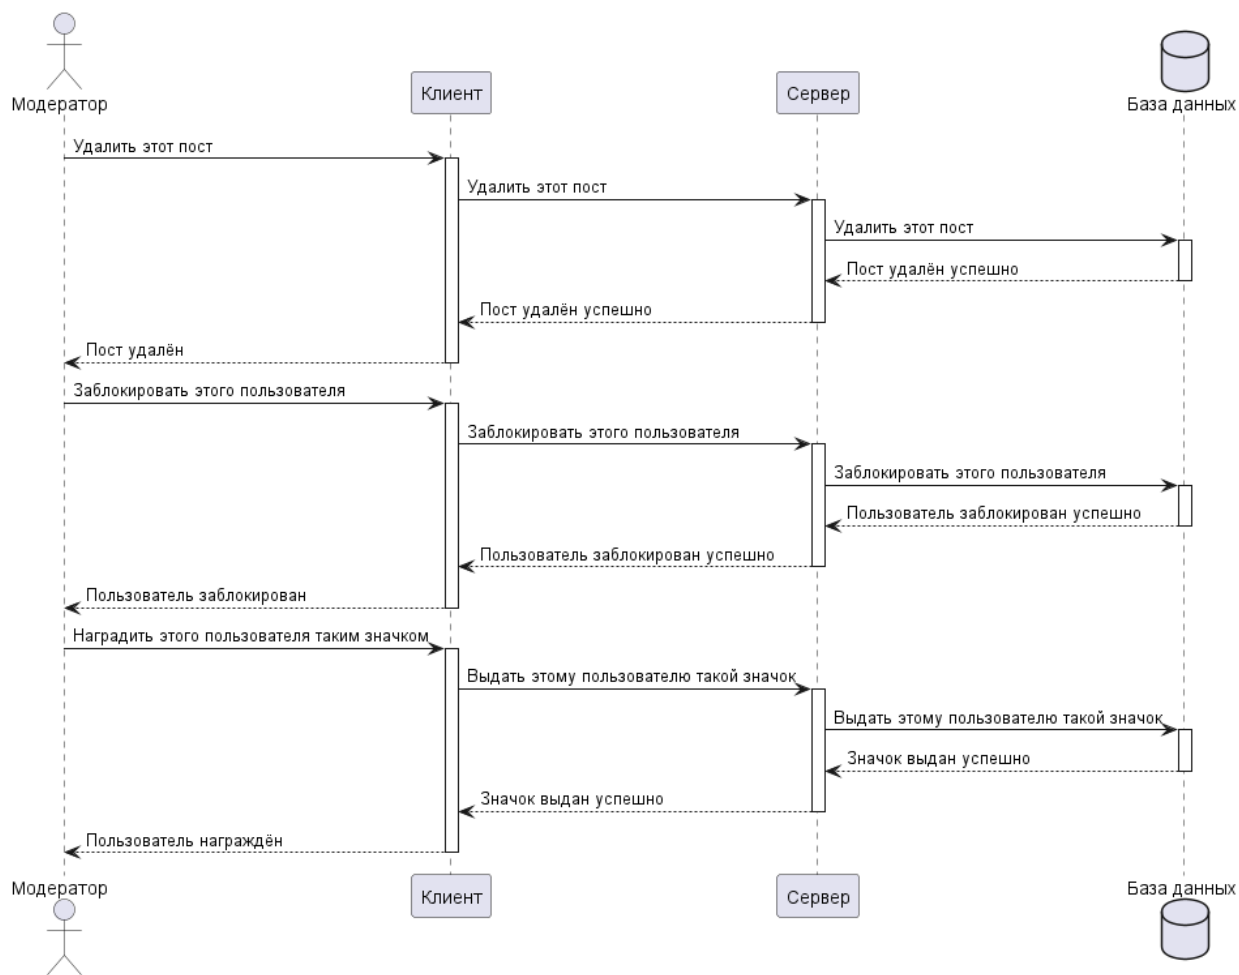 Модератор
Клиент
Сервер
База данных
Удалить этот пост
Удалить этот пост
Удалить этот пост
Пост удалён успешно
Пост удалён успешно
Пост удалён
Заблокировать этого пользователя
Заблокировать этого пользователя
Заблокировать этого пользователя
Пользователь заблокирован успешно
Пользователь заблокирован успешно
Пользователь заблокирован
Наградить этого пользователя таким значком
Выдать этому пользователю такой значок
Выдать этому пользователю такой значок
Значок выдан успешно
Значок выдан успешно
Пользователь награждён
Модератор
Клиент
Сервер
База данных